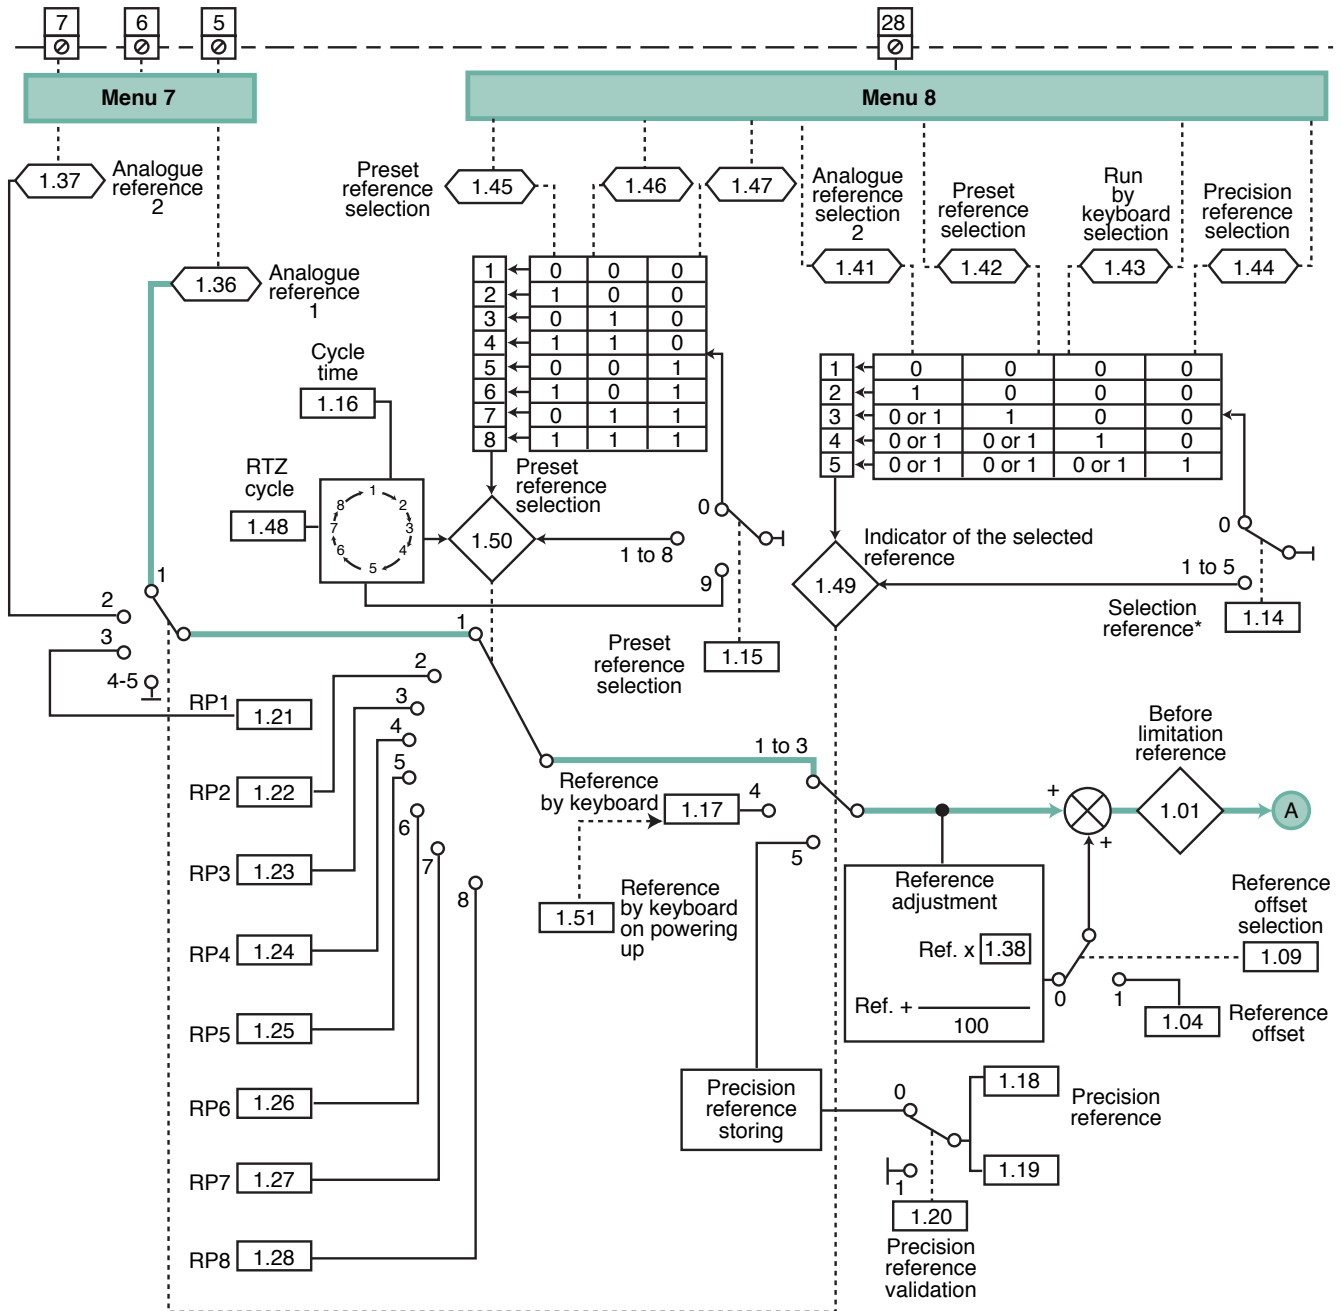 7
6
5
28
Menu 7
Menu 8
1.37
Analogue
reference
2
Preset
reference
selection
1.45
1.46
1.47
Analogue
reference
selection
2
Preset
reference
selection
Run
by
keyboard
selection
Precision
reference
selection
1.36
Analogue
reference
1
1.41
1.42
1.43
1.44
1 0 0 0
2 1 0 0
3 0 1 0
4 1 1 0
5 0 0 1
6 1 0 1
7 0 1 1
8 1 1 1
1 0 0 0 0
2 1 0 0 0
3 0 or 1 1 0 0
4 0 or 1 0 or 1 1 0
5 0 or 1 0 or 1 0 or 1 1
Cycle
time
1.16
RTZ
cycle
1.48
1
2
3
4
5
6
7
8
Preset
reference
selection
1.50
0
1 to 8
9
Preset
reference
selection
1.15
Indicator of the selected
reference
1.49
0
1 to 5
Selection
reference*
1.14
1
2
3
4-5
1
2
3
4
5
6
7
8
RP1 1.21
RP2 1.22
RP3 1.23
RP4 1.24
RP5 1.25
RP6 1.26
RP7 1.27
RP8 1.28
1 to 3
Reference
by keyboard
1.17
4
5
1.51
Reference
by keyboard
on powering
up
Before
limitation
reference
+
+
1.01
A
Reference
adjustment
Ref. x 1.38
Ref. +
100
0
1
Reference
offset
selection
1.09
1.04
Reference
offset
Precision
reference
storing
0
1
1.18
Precision
reference
1.19
1.20
Precision
reference
validation